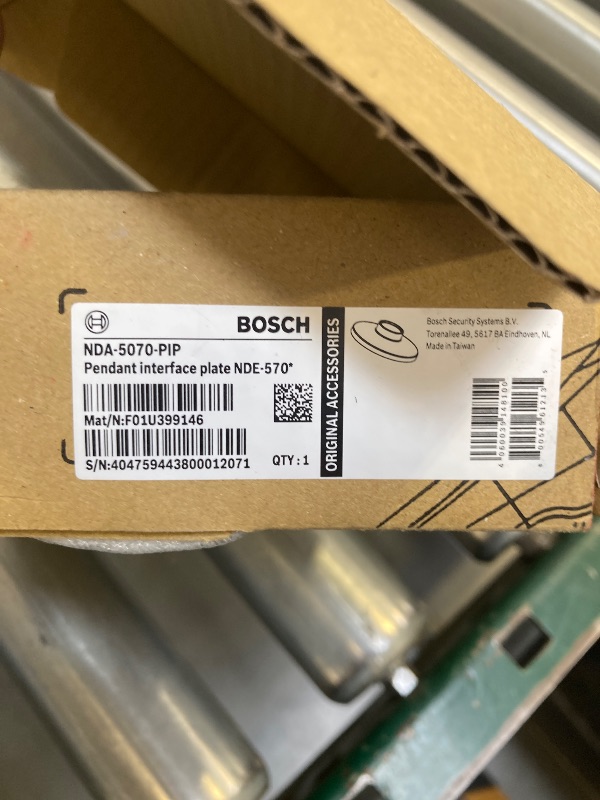 BOSCH
NDA-5070-PIP
Pendant interface plate NDE-570*
Mat/N:F01U399146
S/N:404759443800012071
QTY : 1
ORIGINAL ACCESSORIES
Bosch Security Systems B.V.
Torenallee 49, 5617 BA Eindhoven, NL
Made in Taiwan